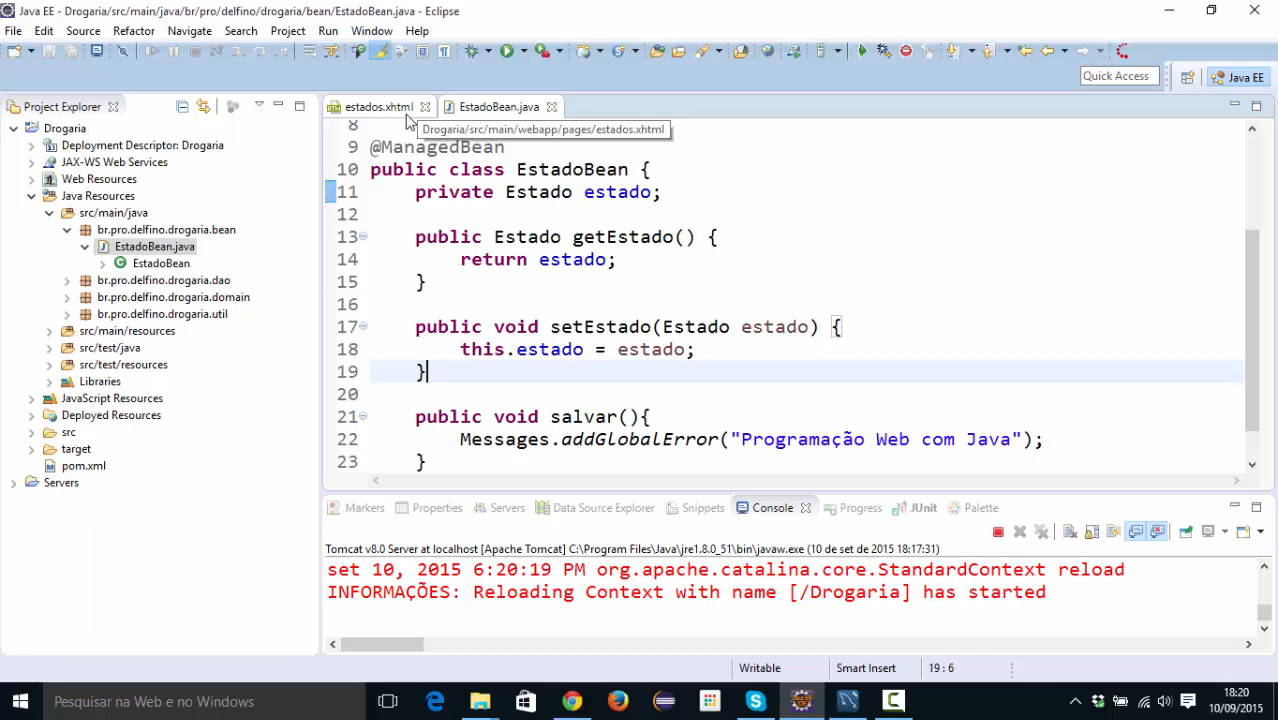 Java EE - Drogaria/src/main/java/br/pro/delfino/drogaria/bean/EstadoBean.java - Eclipse
File Edit Source Refactor Navigate Search Project Run Window Help
Quick Access
Java EE
Project Explorer
estados.xhtml
EstadoBean.java
Drogaria/src/main/webapp/pages/estados.xhtml
Drogaria
Deployment Descriptor: Drogaria
JAX-WS Web Services
Web Resources
Java Resources
src/main/java
br.pro.delfino.drogaria.bean
EstadoBean.java
EstadoBean
br.pro.delfino.drogaria.dao
br.pro.delfino.drogaria.domain
br.pro.delfino.drogaria.util
src/main/resources
src/test/java
src/test/resources
Libraries
JavaScript Resources
Deployed Resources
src
target
pom.xml
Servers
8
9 @ManagedBean
10 public class EstadoBean {
11 private Estado estado;
12
13 public Estado getEstado() {
14 return estado;
15 }
16
17 public void setEstado(Estado estado) {
18 this.estado = estado;
19 }
20
21 public void salvar(){
22 Messages.addGlobalError("Programação Web com Java");
23 }
Markers Properties Servers Data Source Explorer Snippets Console Progress JUnit Palette
Tomcat v8.0 Server at localhost [Apache Tomcat] C:\Program Files\Java\jre1.8.0_51\bin\javaw.exe (10 de set de 2015 18:17:31)
set 10, 2015 6:20:19 PM org.apache.catalina.core.StandardContext reload
INFORMAÇÕES: Reloading Context with name [/Drogaria] has started
Writable Smart Insert 19 : 6
Pesquisar na Web e no Windows
18:20
10/09/2015